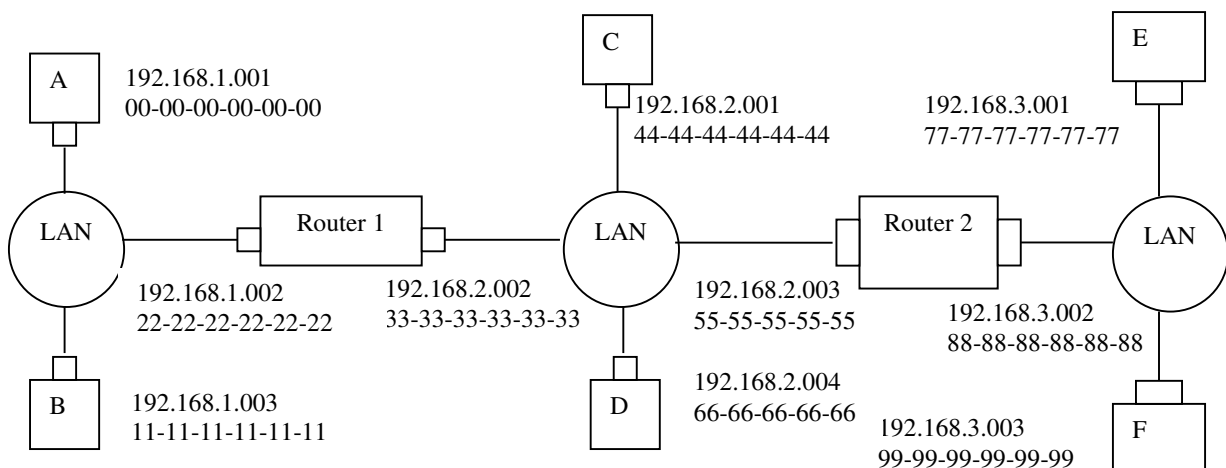 A
192.168.1.001
00-00-00-00-00-00
C
192.168.2.001
44-44-44-44-44-44
E
192.168.3.001
77-77-77-77-77-77
LAN
Router 1
LAN
Router 2
LAN
192.168.1.002
22-22-22-22-22-22
192.168.2.002
33-33-33-33-33-33
192.168.2.003
55-55-55-55-55
192.168.3.002
88-88-88-88-88-88
B
192.168.1.003
11-11-11-11-11-11
D
192.168.2.004
66-66-66-66-66
192.168.3.003
99-99-99-99-99-99
F